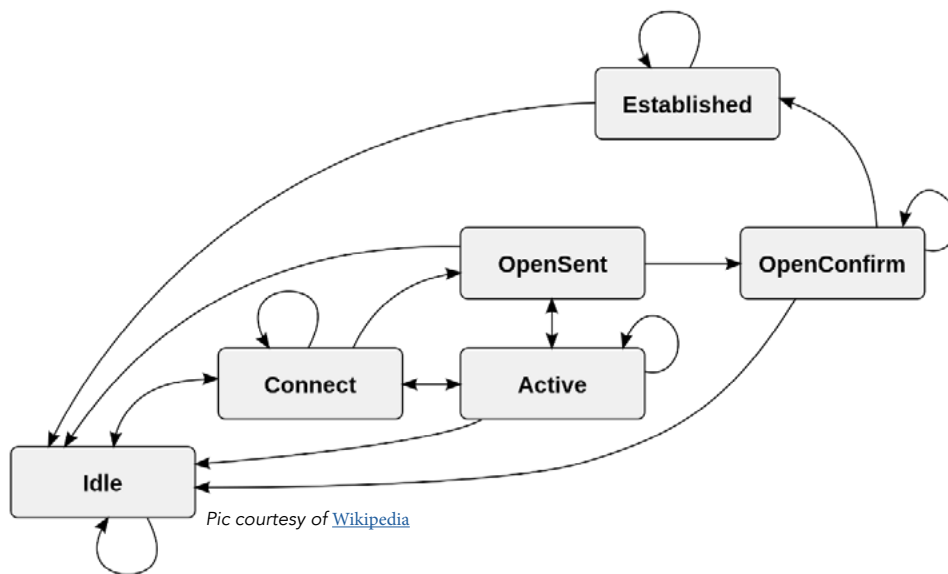 Established
OpenSent
OpenConfirm
Connect
Active
Idle
Pic courtesy of Wikipedia